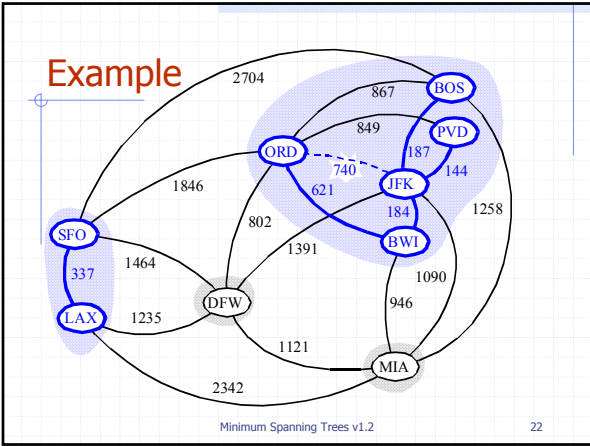 Example
2704
BOS
867
PVD
849
ORD
740
187
144
JFK
1846
621
184
1258
802
1391
SFO
BWI
1464
337
1090
DFW
946
LAX
1235
1121
MIA
2342
Minimum Spanning Trees v1.2
22